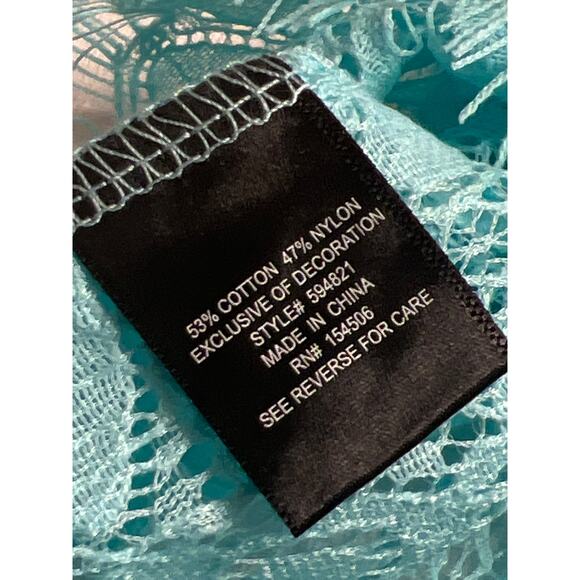 53% COTTON 47% NYLON
EXCLUSIVE OF DECORATION
STYLE# 594821
MADE IN CHINA
RN# 154506
SEE REVERSE FOR CARE